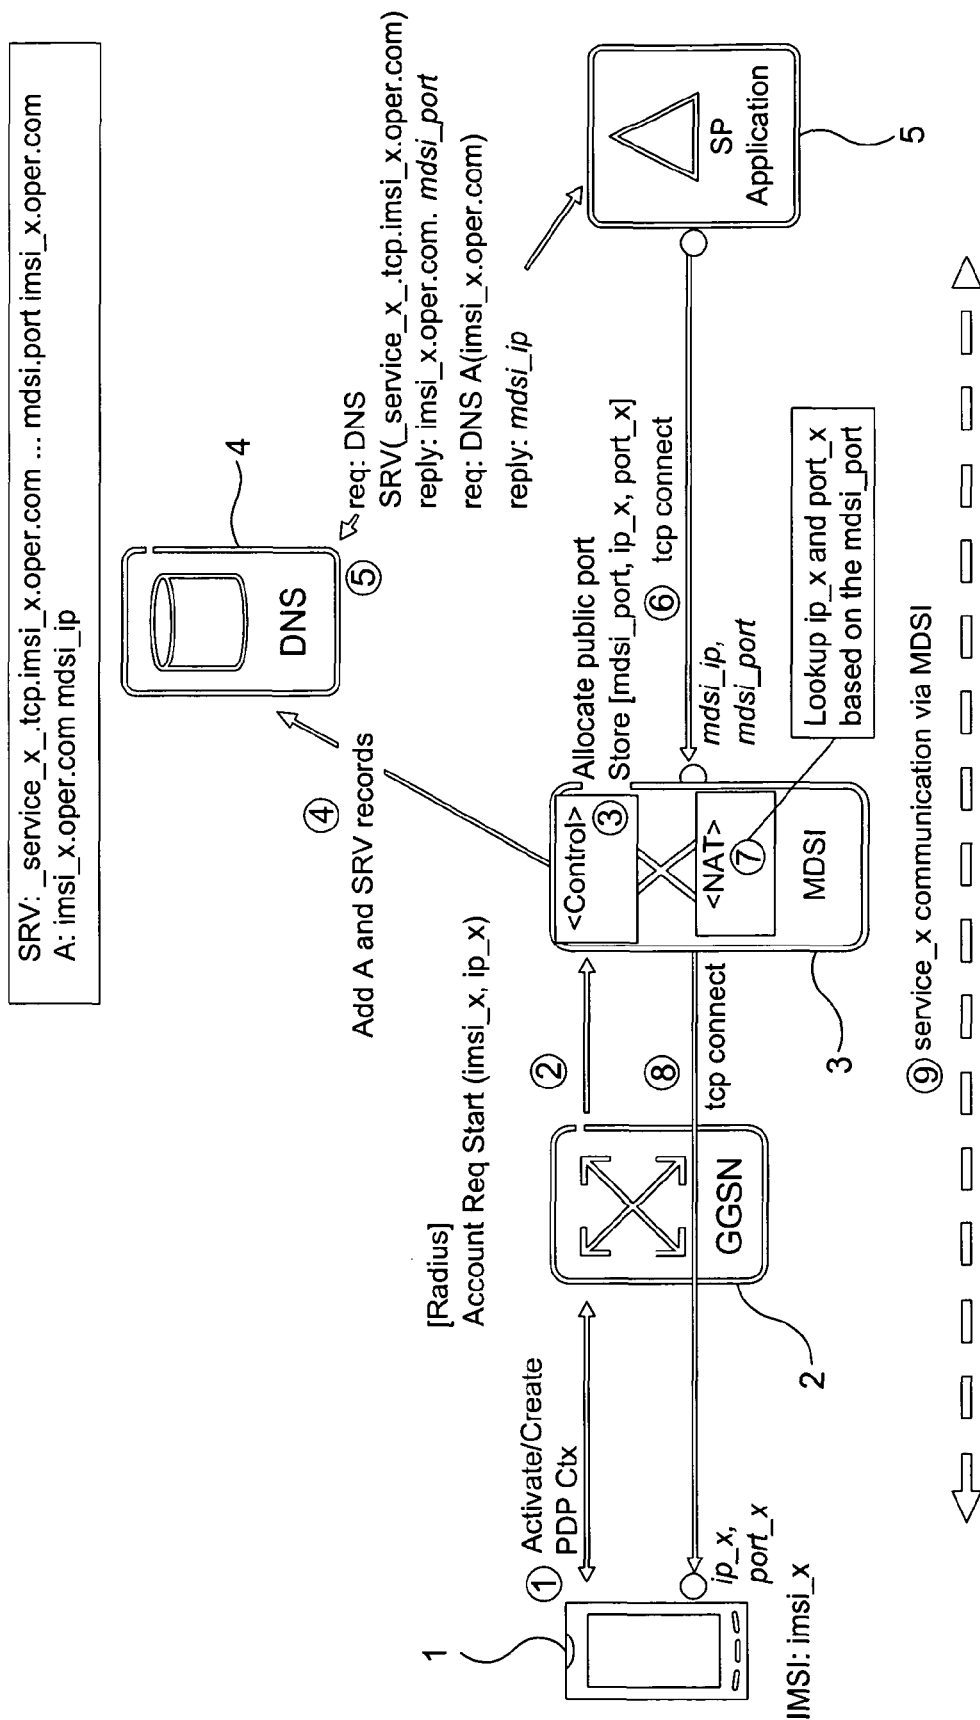 SRV: _service_x_.tcp.imsi_x.oper.com ... mdsi.port imsi_x.oper.com
A: imsi_x.oper.com mdsi_ip
4
DNS
⑤
req: DNS
SRV(_service_x_.tcp.imsi_x.oper.com)
reply: imsi_x.oper.com. mdsi_port
req: DNS A(imsi_x.oper.com)
reply: mdsi_ip
④
Add A and SRV records
[Radius]
Account Req Start (imsi_x, ip_x)
②
①
Activate/Create
PDP Ctx
1
ip_x,
port_x
IMSI: imsi_x
GGSN
2
⑧
tcp connect
<Control>
③
<NAT>
⑦
MDSI
3
Allocate public port
Store [mdsi_port, ip_x, port_x]
⑥
tcp connect
mdsi_ip,
mdsi_port
Lookup ip_x and port_x
based on the mdsi_port
SP
Application
5
⑨ service_x communication via MDSI